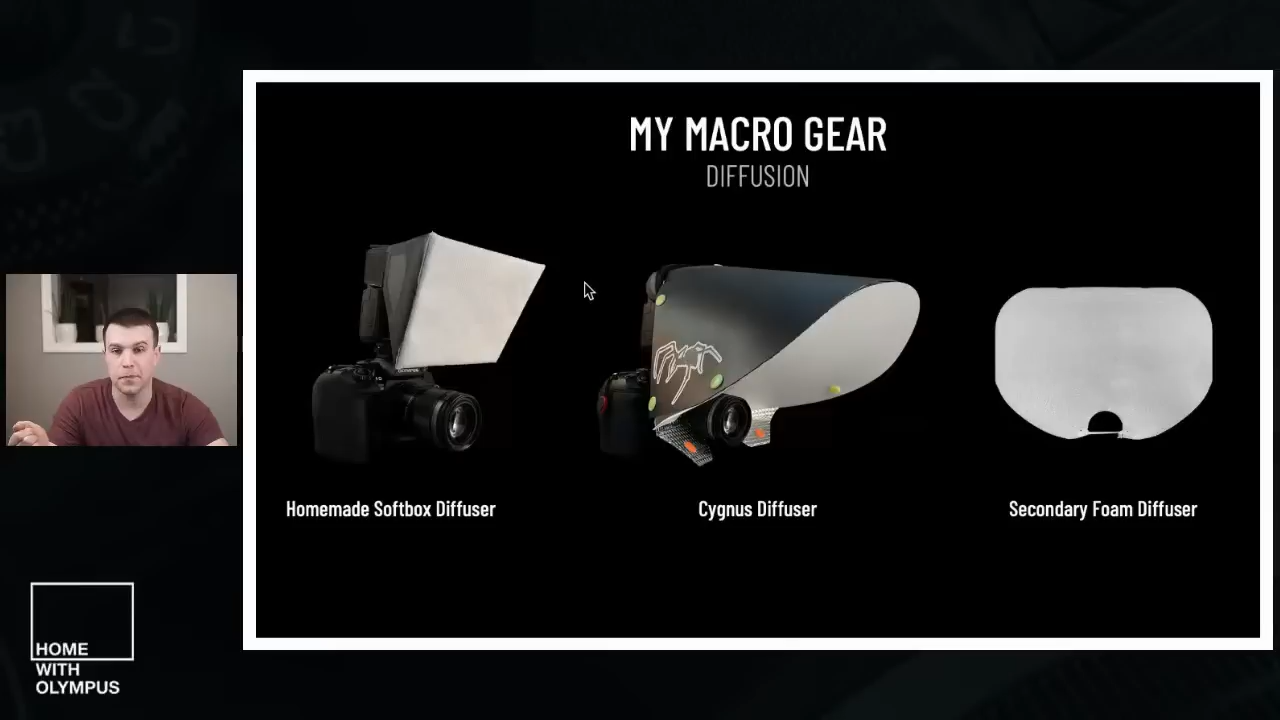 MY MACRO GEAR
DIFFUSION
Homemade Softbox Diffuser
Cygnus Diffuser
Secondary Foam Diffuser
HOME
WITH
OLYMPUS